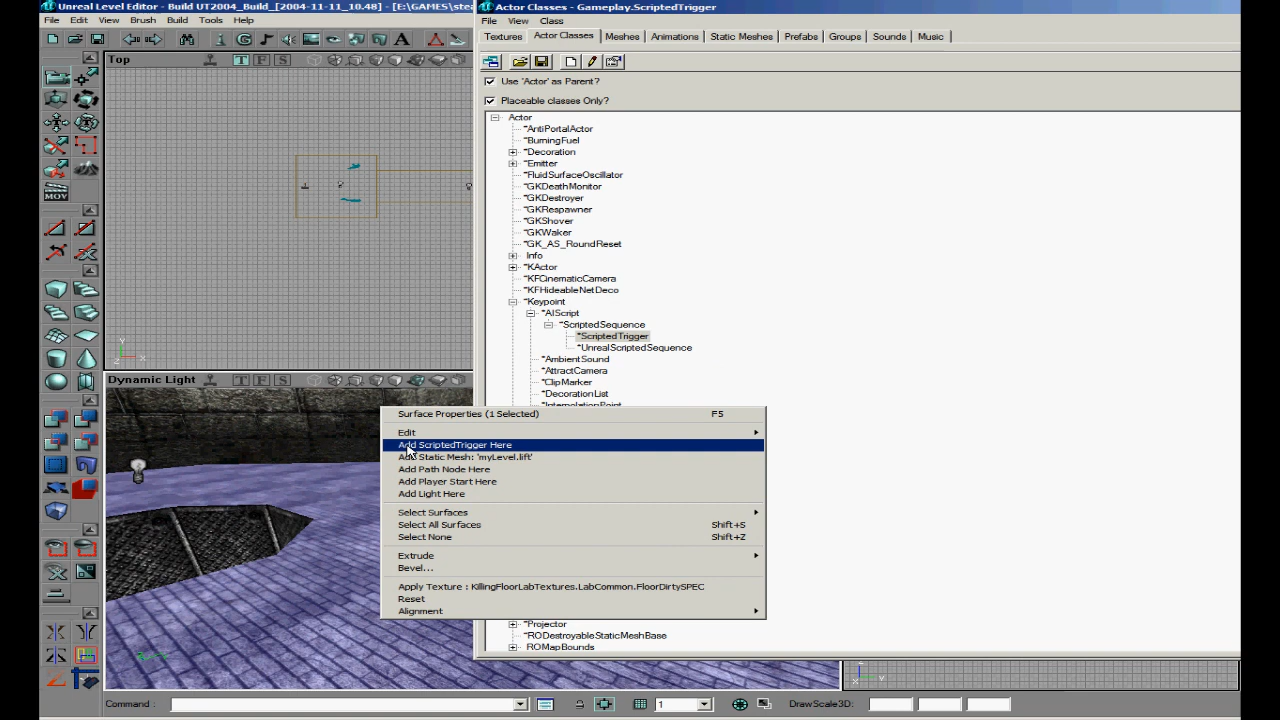 Unreal Level Editor - Build UT2004_Build_[2004-11-11_10.48] - [E:\GAMES\stea
File Edit View Brush Build Tools Help
Actor Classes - Gameplay.ScriptedTrigger
File View Class
Textures Actor Classes Meshes Animations Static Meshes Prefabs Groups Sounds Music
Use 'Actor' as Parent?
Placeable classes Only?
Top T F S
MOV
Actor
*AntiPortalActor
*BurningFuel
*Decoration
*Emitter
*FluidSurfaceOscillator
*GKDeathMonitor
*GKDestroyer
*GKRespawner
*GKShover
*GKWaker
*GK_AS_RoundReset
Info
*KActor
*KFCinematicCamera
*KFHideableNetDeco
*Keypoint
*AIScript
*ScriptedSequence
*ScriptedTrigger
*UnrealScriptedSequence
*AmbientSound
*AttractCamera
*ClipMarker
*DecorationList
*InterpolationPoint
Y
Z X
Dynamic Light T F S
Surface Properties (1 Selected) F5
Edit
Add ScriptedTrigger Here
Add Static Mesh: 'myLevel.lift'
Add Path Node Here
Add Player Start Here
Add Light Here
Select Surfaces
Select All Surfaces Shift+S
Select None Shift+Z
Extrude
Bevel...
Apply Texture : KillingFloorLabTextures.LabCommon.FloorDirtySPEC
Reset
Alignment
*Projector
*RODestroyableStaticMeshBase
ROMapBounds
Z
X Y
Command : 1 DrawScale3D: